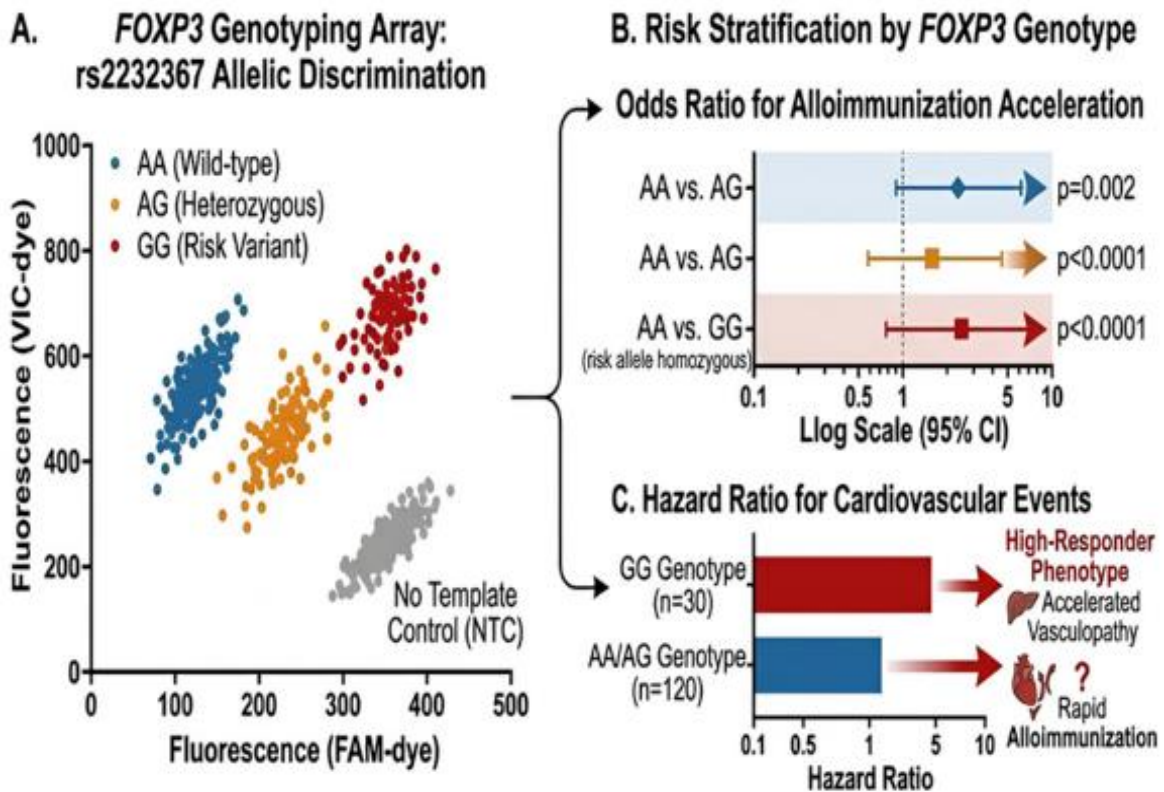 A. FOXP3 Genotyping Array:
rs2232367 Allelic Discrimination
Fluorescence (VIC-dye)
1000
800
600
400
200
0
AA (Wild-type)
AG (Heterozygous)
GG (Risk Variant)
No Template
Control (NTC)
0 100 200 300 400 500
Fluorescence (FAM-dye)
B. Risk Stratification by FOXP3 Genotype
Odds Ratio for Alloimmunization Acceleration
AA vs. AG p=0.002
AA vs. AG p<0.0001
AA vs. GG p<0.0001
(risk allele homozygous)
0.1 0.5 1 5 10
Llog Scale (95% CI)
C. Hazard Ratio for Cardiovascular Events
GG Genotype
(n=30)
High-Responder
Phenotype
Accelerated
Vasculopathy
AA/AG Genotype
(n=120)
?
Rapid
Alloimmunization
0.1 0.5 1 5 10
Hazard Ratio